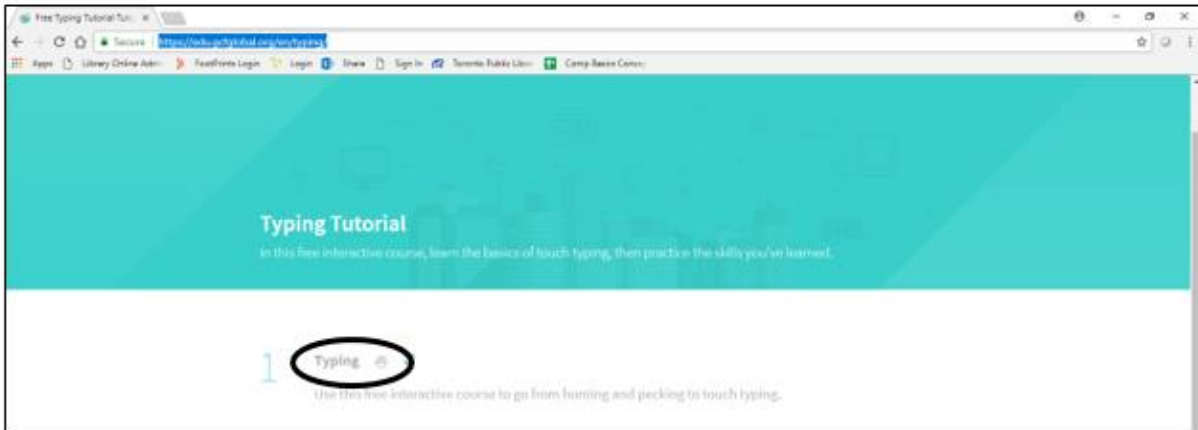 Free Typing Tutorial Tut
Secure https://edu.gcfglobal.org/en/typing/
Apps Library Online Adm FootPrints Login Login Share Sign In Toronto Public Libr Camp Basin
Typing Tutorial
In this free interactive course, learn the basics of touch typing, then practice the skills you've learned.
1 Typing
Use this free interactive course to go from hunting and pecking to touch typing.